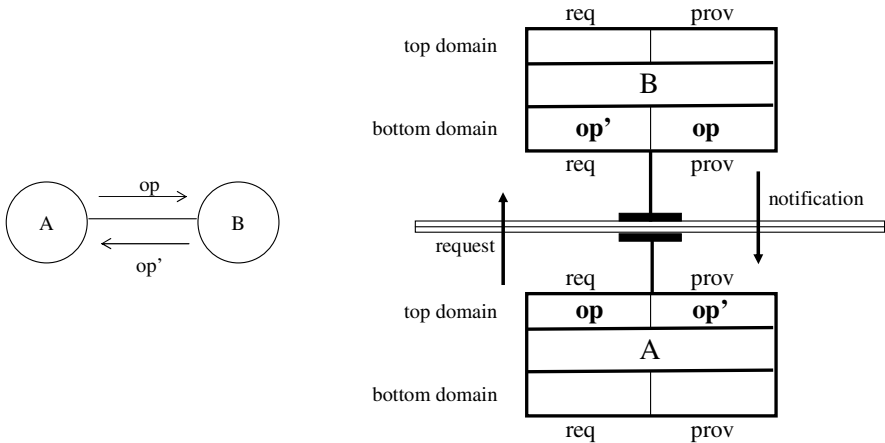 op
A
B
op’
req prov
top domain
B
bottom domain
op’ op
req prov
notification
request
req prov
top domain
op op’
A
bottom domain
req prov